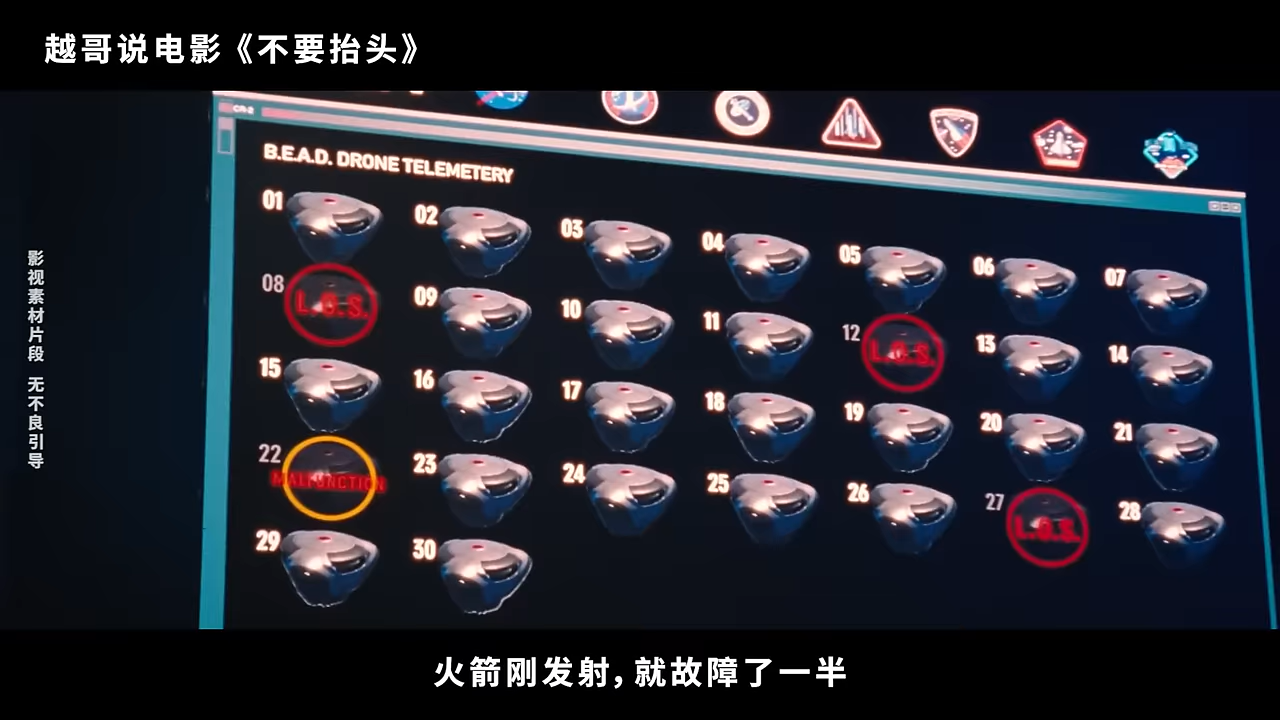 越哥说电影《不要抬头》
CR-2
B.E.A.D. DRONE TELEMETERY
01 02 03 04 05 06 07
08 L.O.S. 09 10 11 12 L.O.S. 13 14
15 16 17 18 19 20 21
22 MALFUNCTION 23 24 25 26 27 L.O.S. 28
29 30
影视素材片段 无不良引导
火箭刚发射，就故障了一半